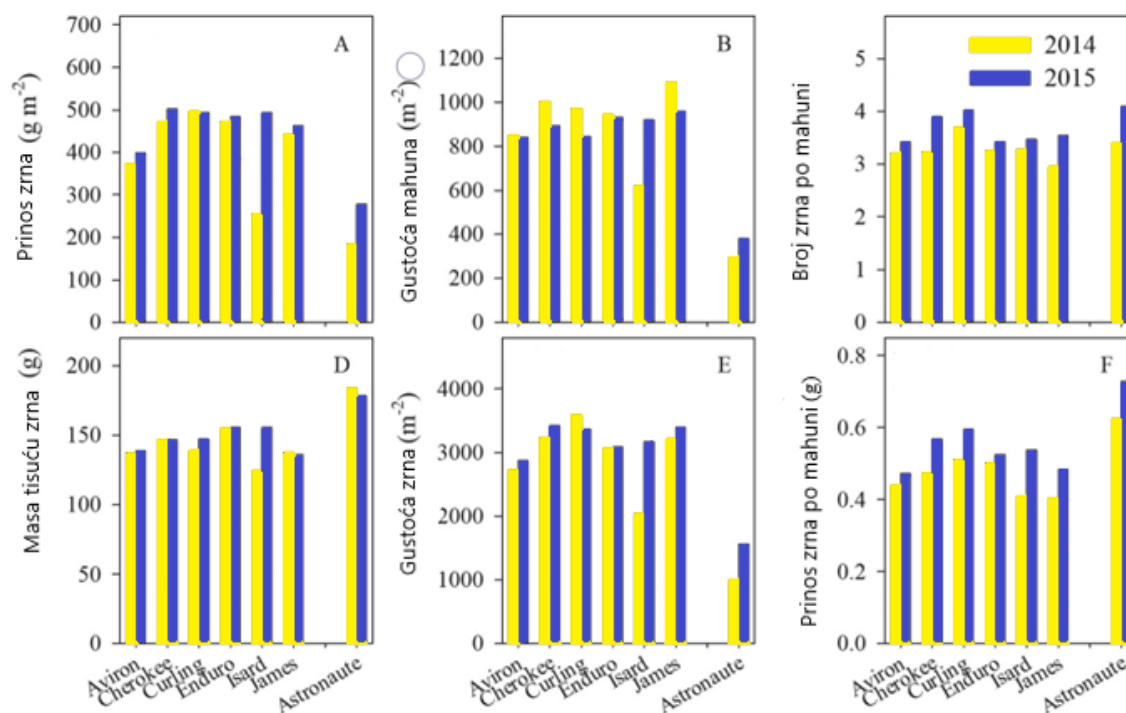 A
Prinos zrna (g m-2)
700
600
500
400
300
200
100
0
B
Gustoća mahuna (m-2)
1200
1000
800
600
400
200
0
2014
2015
Broj zrna po mahuni
5
4
3
2
1
0
D
Masa tisuću zrna (g)
200
150
100
50
0
Aviron
Cherokee
Curling
Enduro
Isard
James
Astronaute
E
Gustoća zrna (m-2)
4000
3000
2000
1000
0
Aviron
Cherokee
Curling
Enduro
Isard
James
Astronaute
F
Prinos zrna po mahuni (g)
0.8
0.6
0.4
0.2
0.0
Aviron
Cherokee
Curling
Enduro
Isard
James
Astronaute